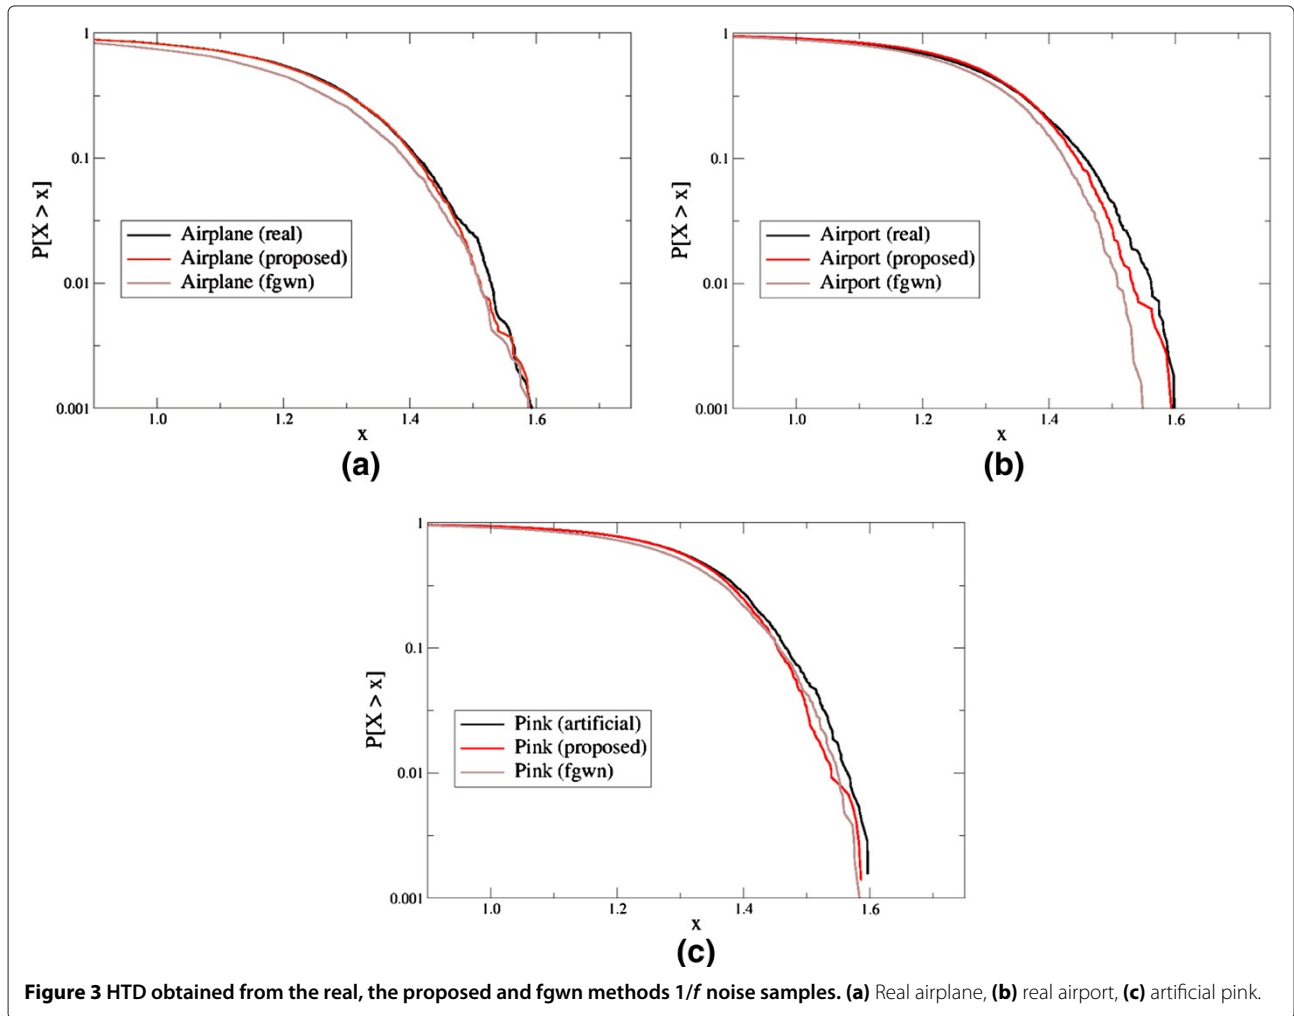 1
0.1
0.01
0.001
P[X > x]
Airplane (real)
Airplane (proposed)
Airplane (fgwn)
1.0 1.2 1.4 1.6
x
(a)
1
0.1
0.01
0.001
P[X > x]
Airport (real)
Airport (proposed)
Airport (fgwn)
1.0 1.2 1.4 1.6
x
(b)
1
0.1
0.01
0.001
P[X > x]
Pink (artificial)
Pink (proposed)
Pink (fgwn)
1.0 1.2 1.4 1.6
x
(c)
Figure 3 HTD obtained from the real, the proposed and fgwn methods 1/f noise samples. (a) Real airplane, (b) real airport, (c) artificial pink.